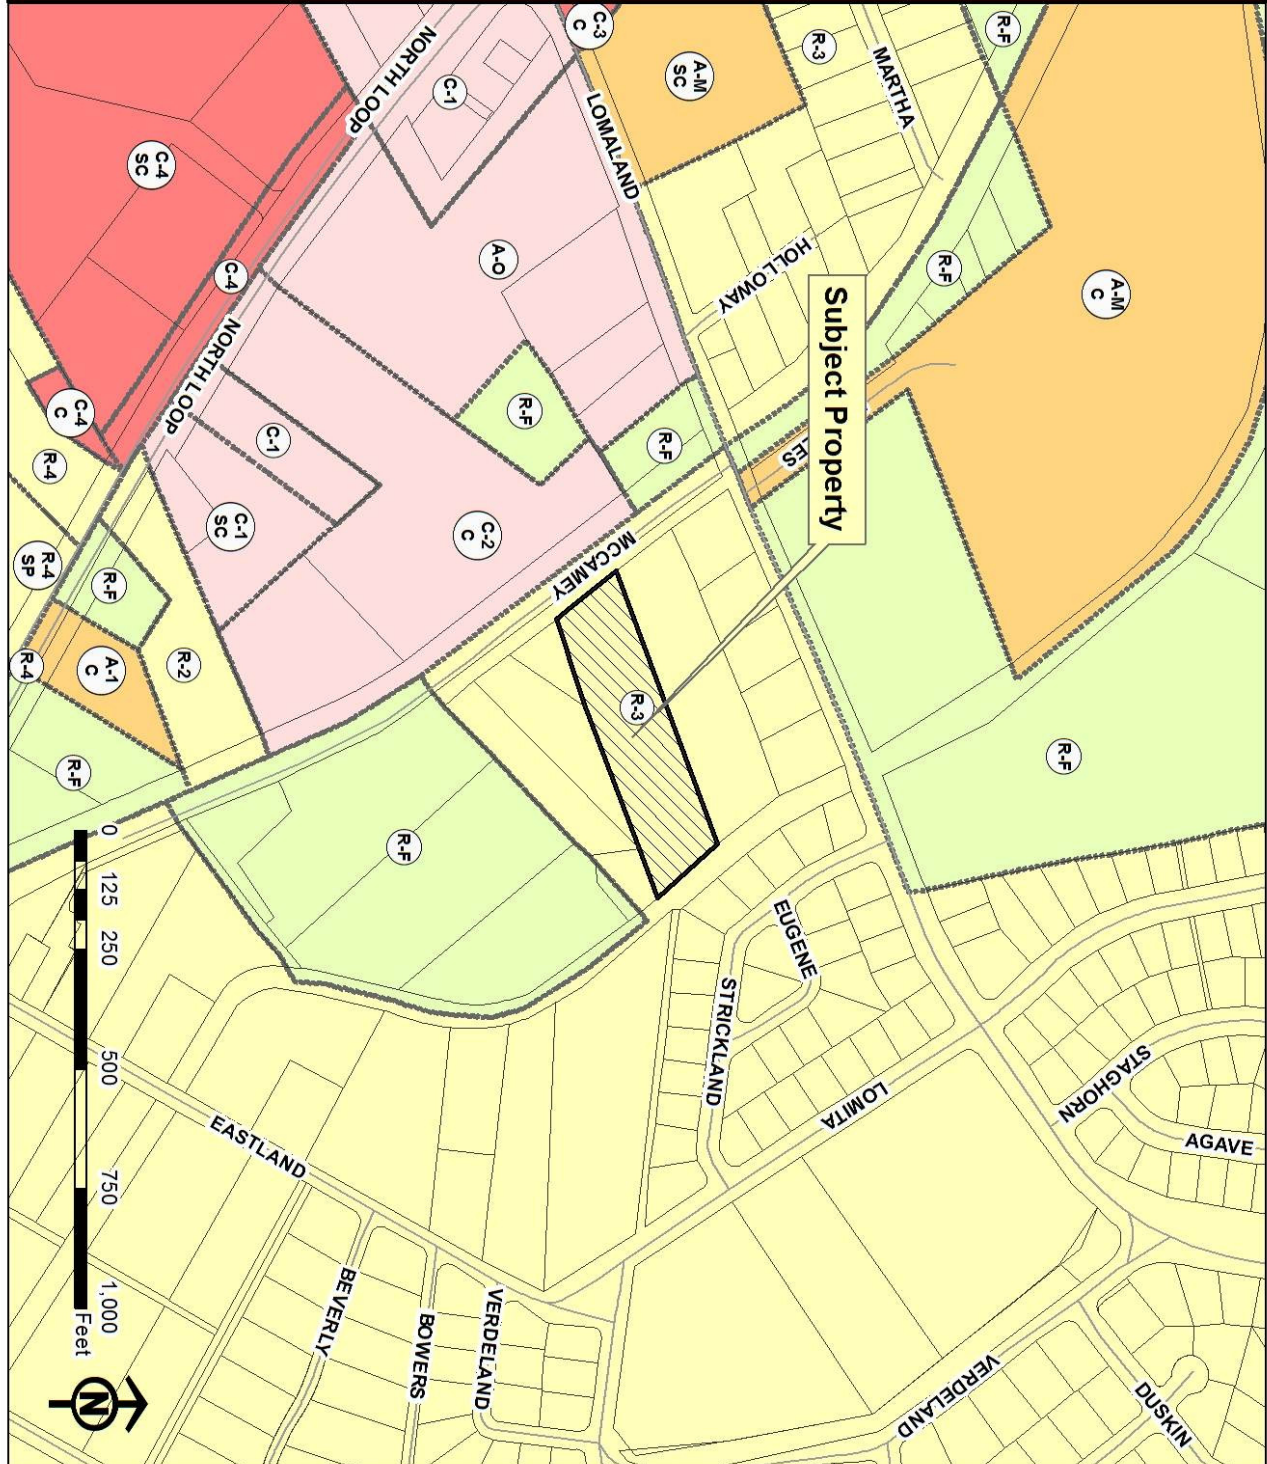 R-F
A-M
C
AGAVE
STAGHORN
DUSKIN
R-F
R-F
MARTHA
R-3
HOLLOWAY
Subject Property
ES
LOMITA
VERDELAND
EUGENE
STRICKLAND
A-M
SC
LOMALAND
C-3
C
R-F
R-3
MCCAMEY
A-O
R-F
C-2
C
VERDELAND
C-1
R-F
BOWERS
NORTH LOOP
C-1
BEVERLY
EASTLAND
C-4
SC
C-4
NORTH LOOP
C-1
SC
R-2
C-4
C
R-F
A-1
C
R-4
R-4
SP
R-4
R-F
0 125 250 500 750 1,000
Feet
N